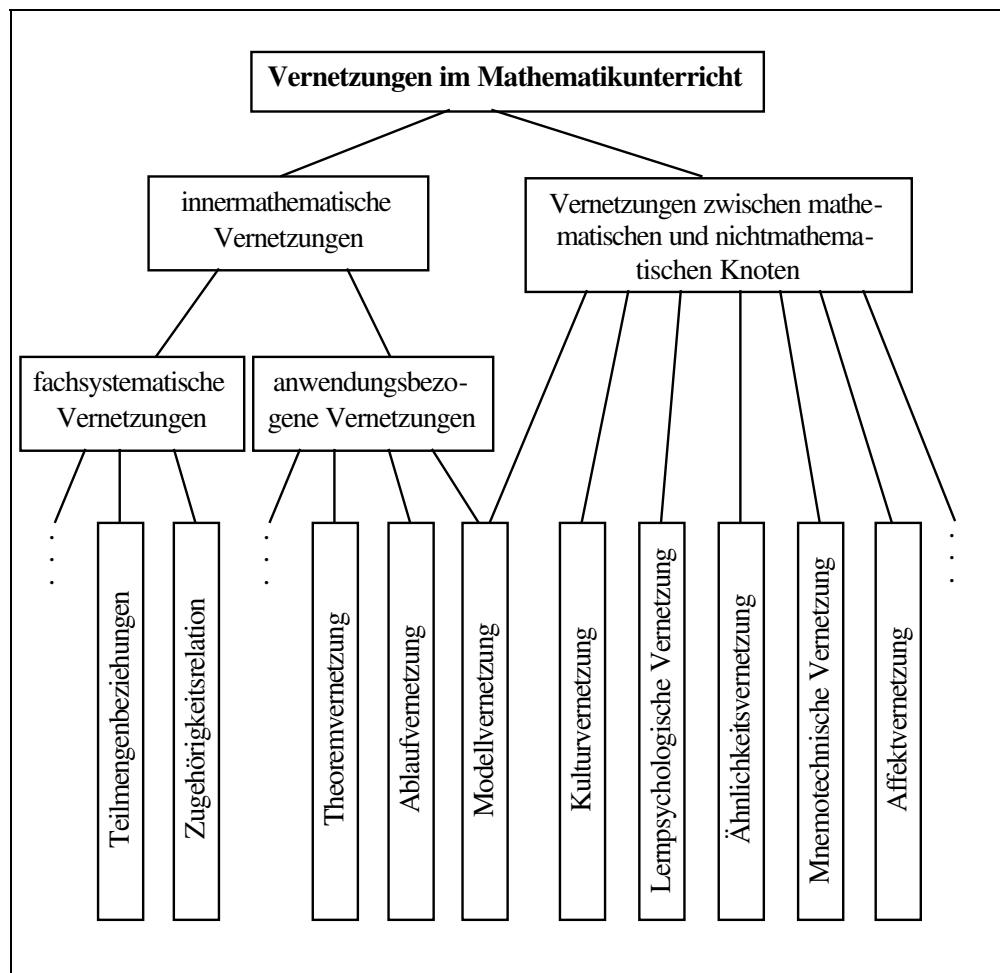 Vernetzungen im Mathematikunterricht
innermathematische
Vernetzungen
Vernetzungen zwischen mathe-
matischen und nichtmathema-
tischen Knoten
fachsystematische
Vernetzungen
anwendungsbezo-
gene Vernetzungen
. . .
Teilmengenbeziehungen
Zugehörigkeitsrelation
. . .
Theoremvernetzung
Ablaufvernetzung
Modellvernetzung
Kulturvernetzung
Lernpsychologische Vernetzung
Ähnlichkeitsvernetzung
Mnemotechnische Vernetzung
Affektvernetzung
. . .